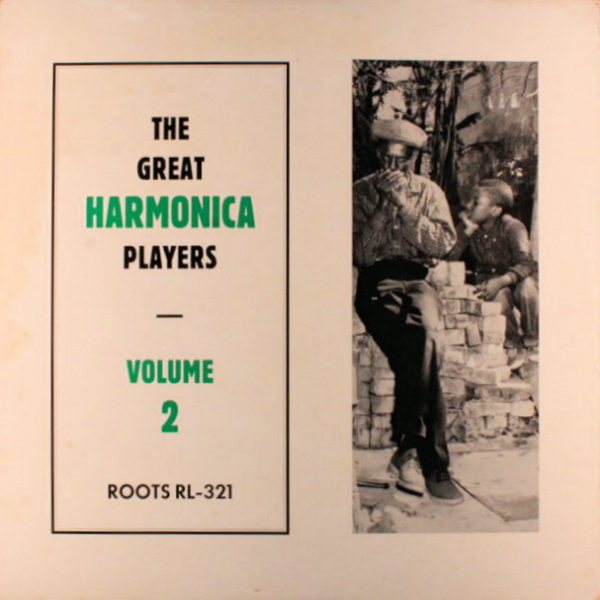 THE
GREAT
HARMONICA
PLAYERS
—
VOLUME
2
ROOTS RL-321